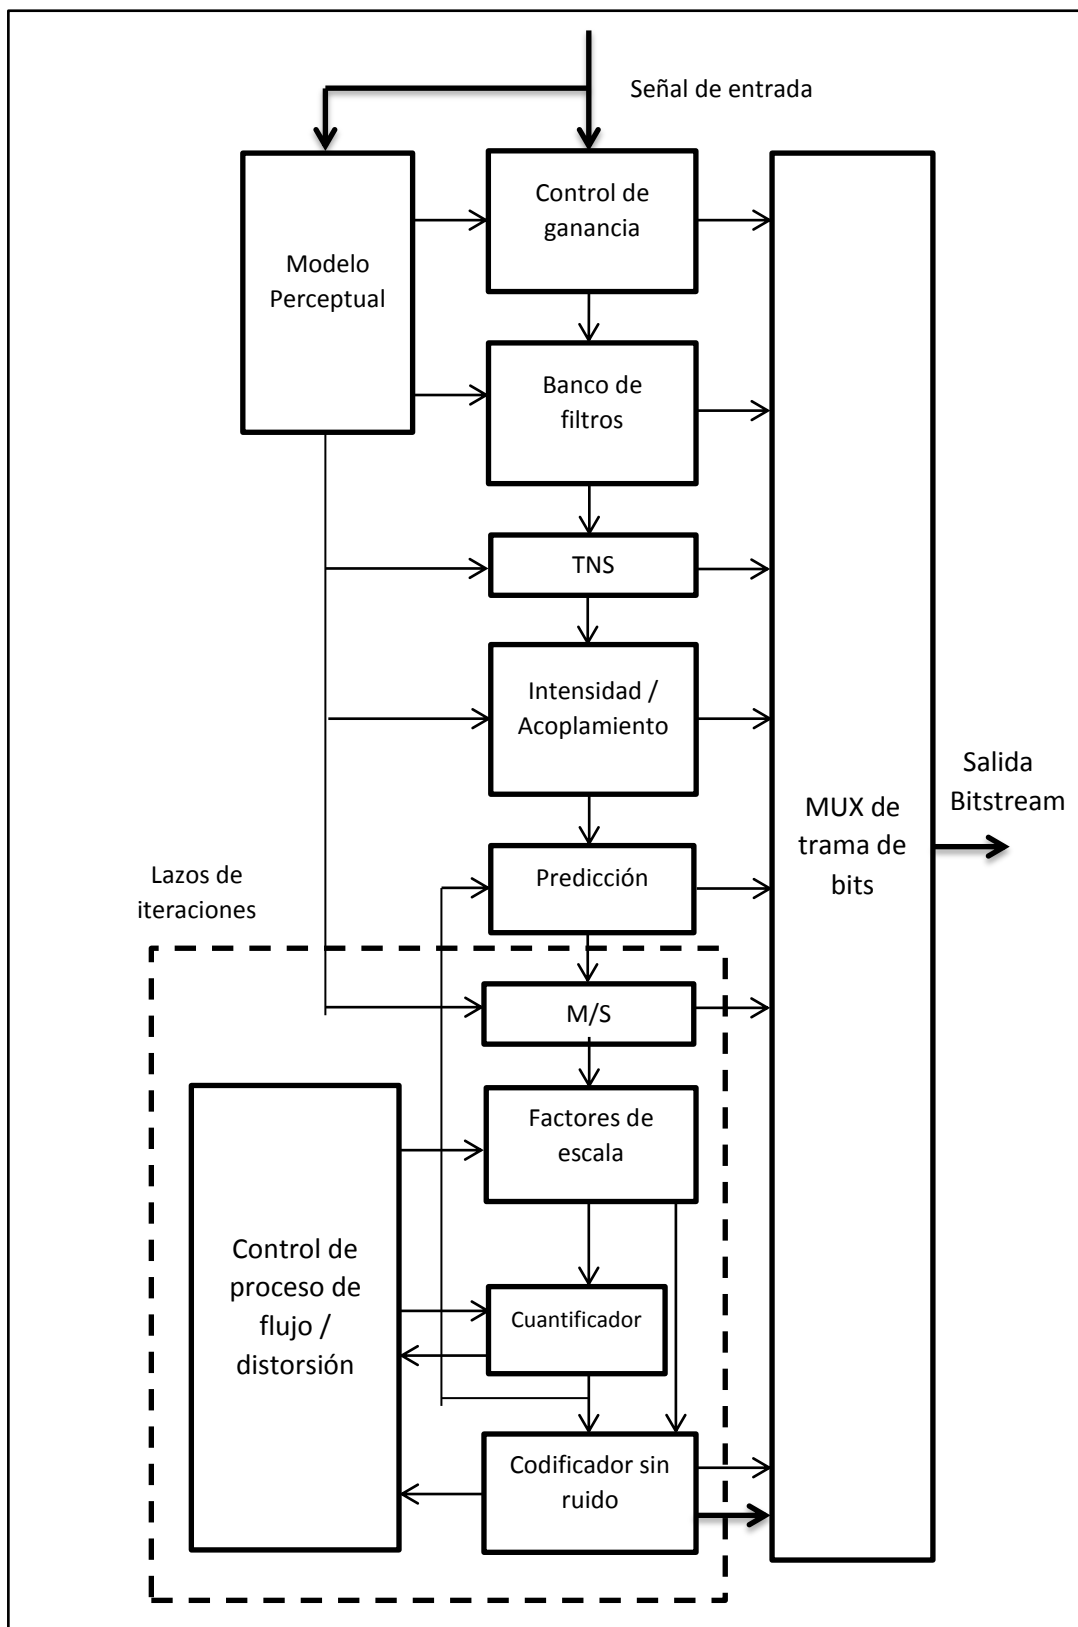 Señal de entrada
Control de
ganancia
Modelo
Perceptual
Banco de
filtros
TNS
Intensidad /
Acoplamiento
Salida
Bitstream
MUX de
trama de
bits
Predicción
Lazos de
iteraciones
M/S
Factores de
escala
Control de
proceso de
flujo /
distorsión
Cuantificador
Codificador sin
ruido